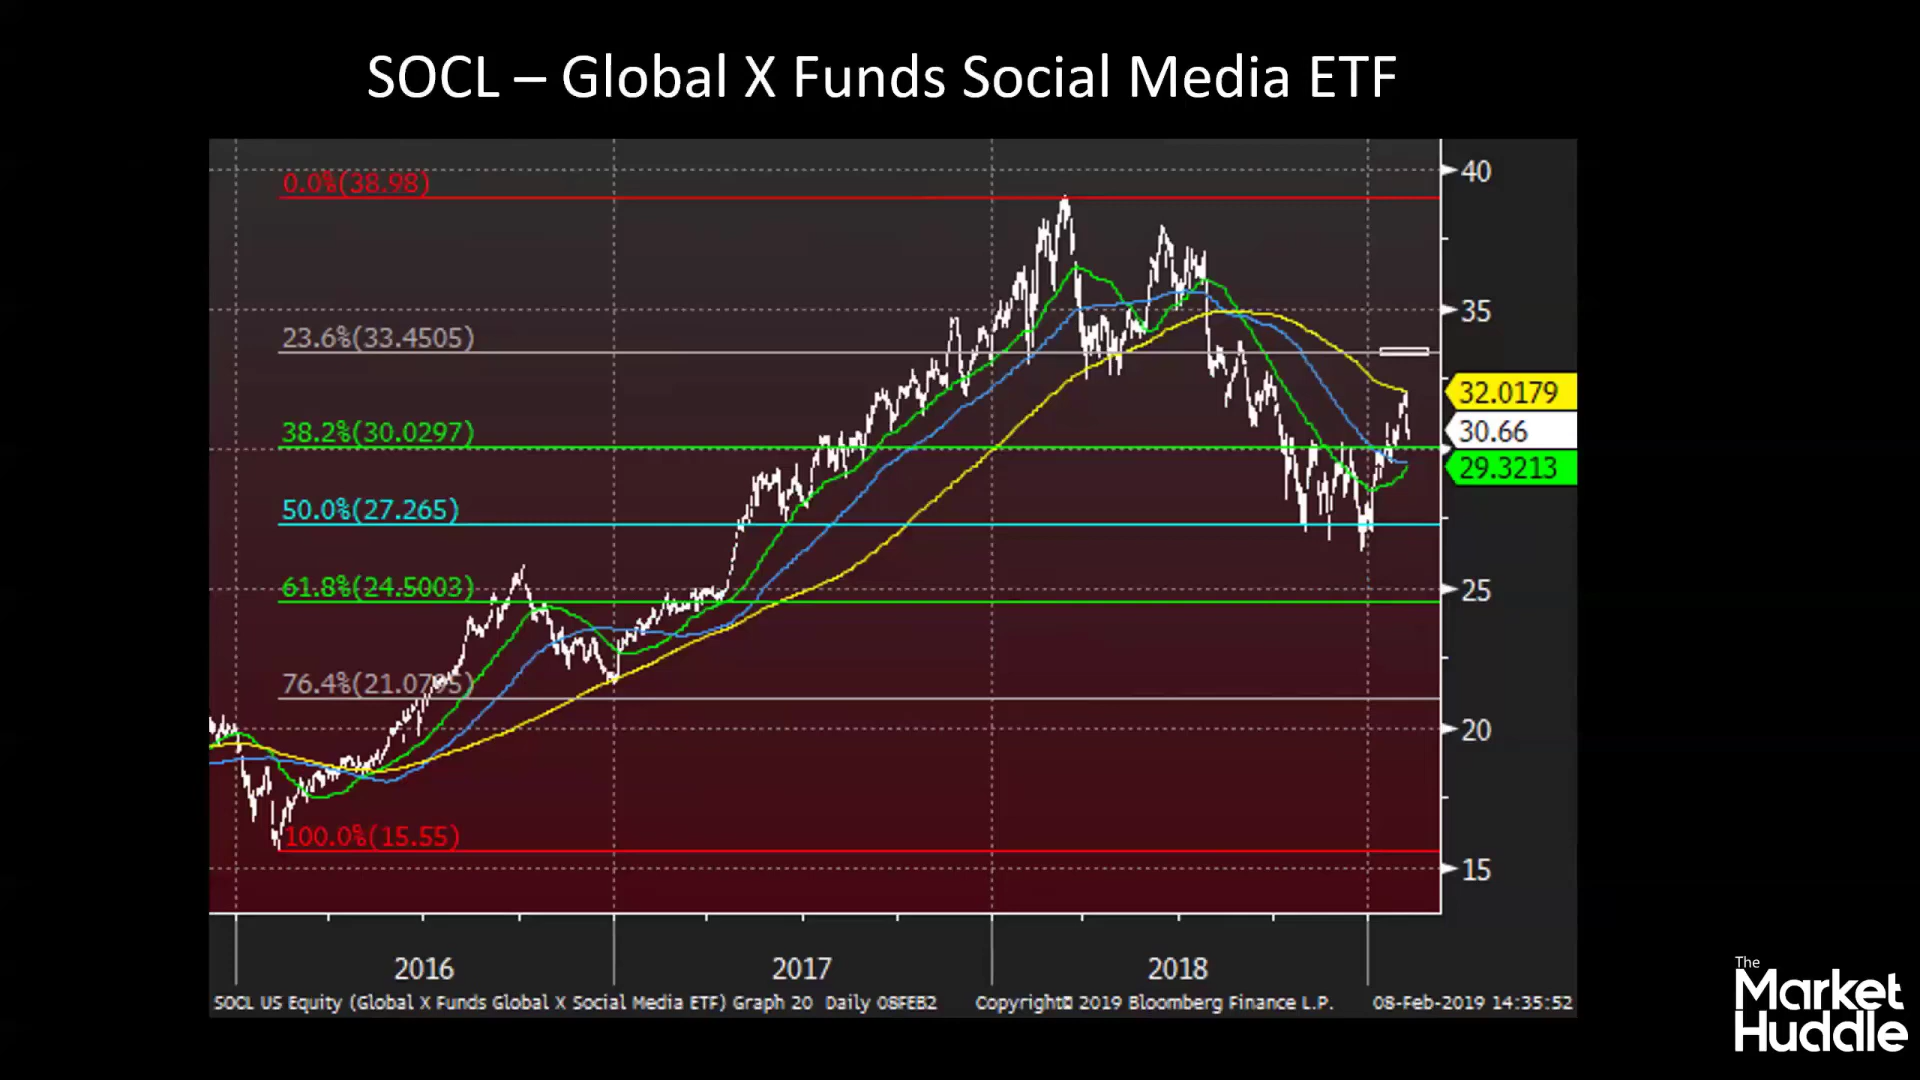 SOCL – Global X Funds Social Media ETF
40
0.0%(38.98)
35
23.6%(33.4505)
32.0179
30.66
38.2%(30.0297)
29.3213
50.0%(27.265)
61.8%(24.5003)
25
76.4%(21.0795)
20
100.0%(15.55)
15
2016
2017
2018
SOCL US Equity (Global X Funds Global X Social Media ETF) Graph 20 Daily 08FEB2
Copyright© 2019 Bloomberg Finance L.P.
08-Feb-2019 14:35:52
The
Market
Huddle